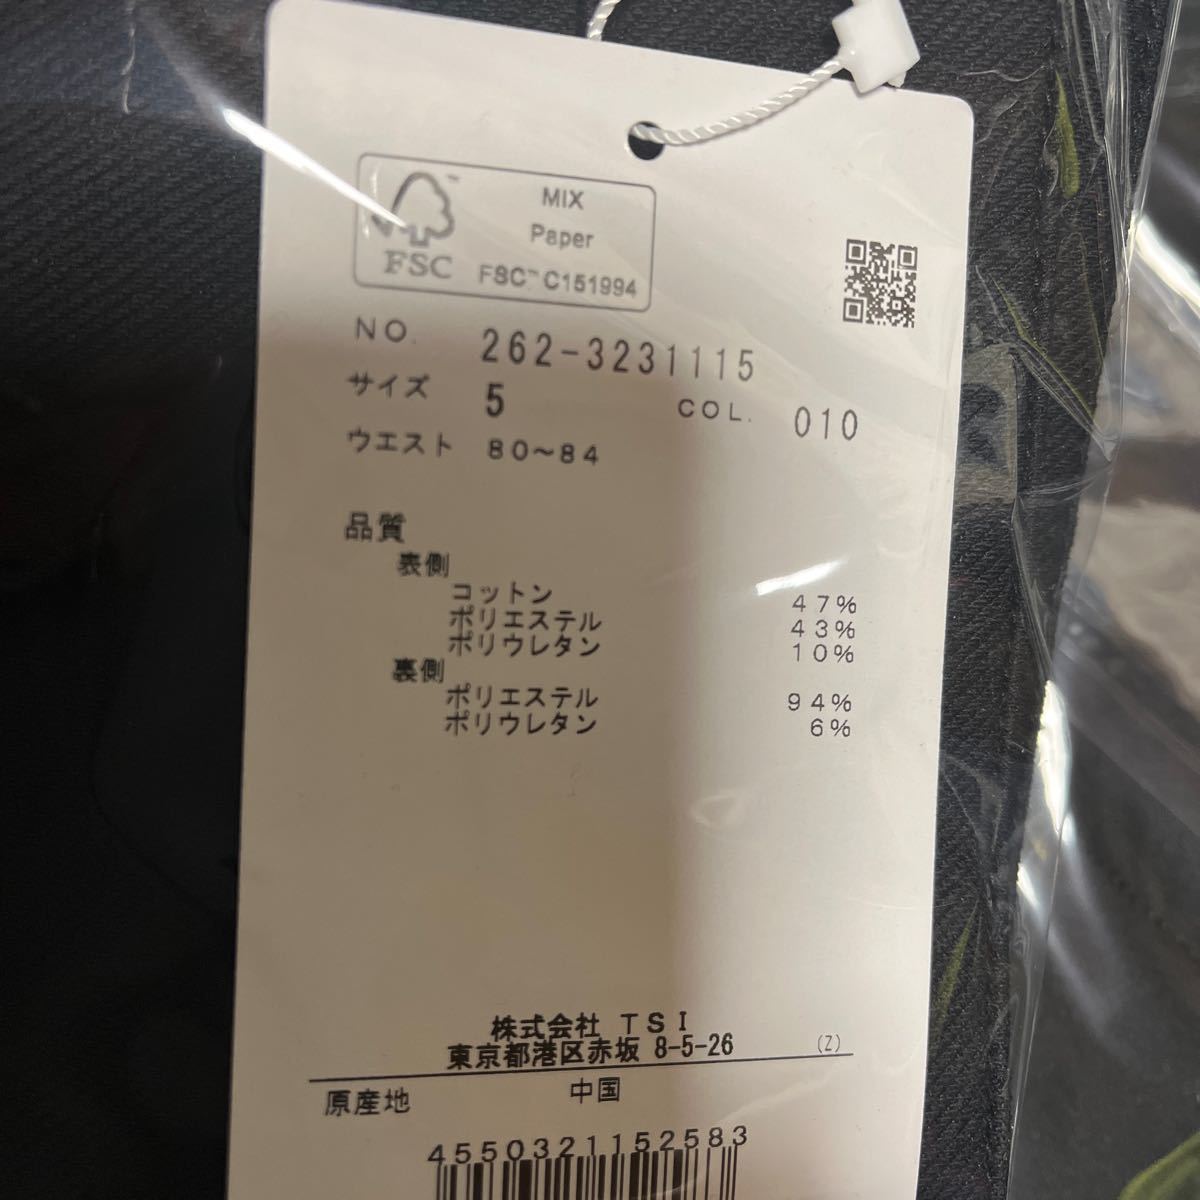 MIX
Paper
FSC™ C151994
FSC
NO. 262-3231115
サイズ 5 COL. 010
ウエスト 80~84
品質
表側
コットン 47%
ポリエステル 43%
ポリウレタン 10%
裏側
ポリエステル 94%
ポリウレタン 6%
株式会社 TSI
東京都港区赤坂 8-5-26 (Z)
原産地 中国
4550321152583